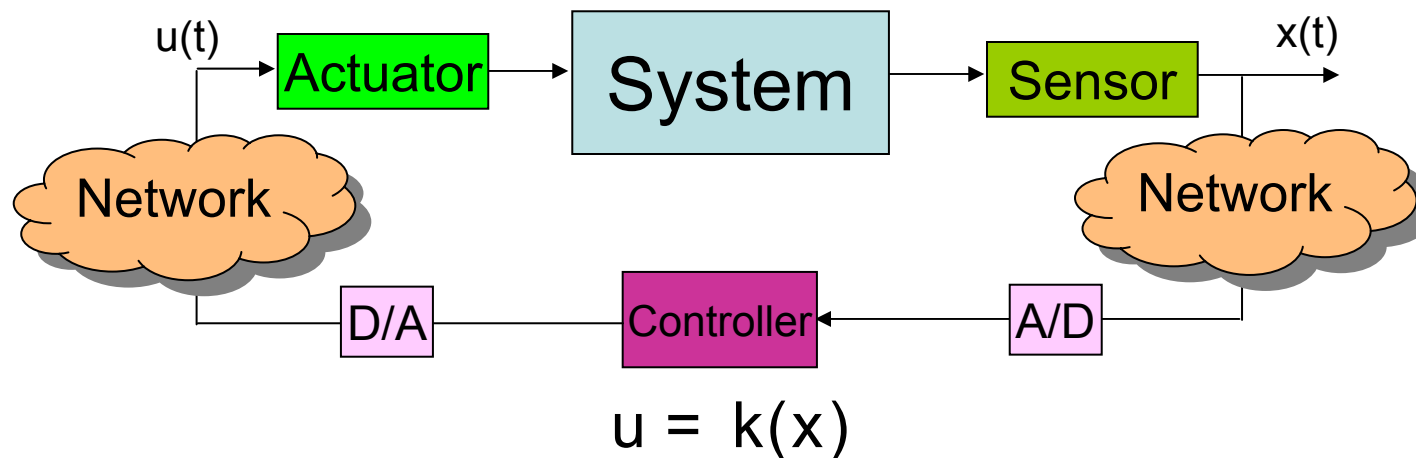 u(t)
Actuator
System
Sensor
x(t)
Network
Network
D/A
Controller
A/D
u = k(x)